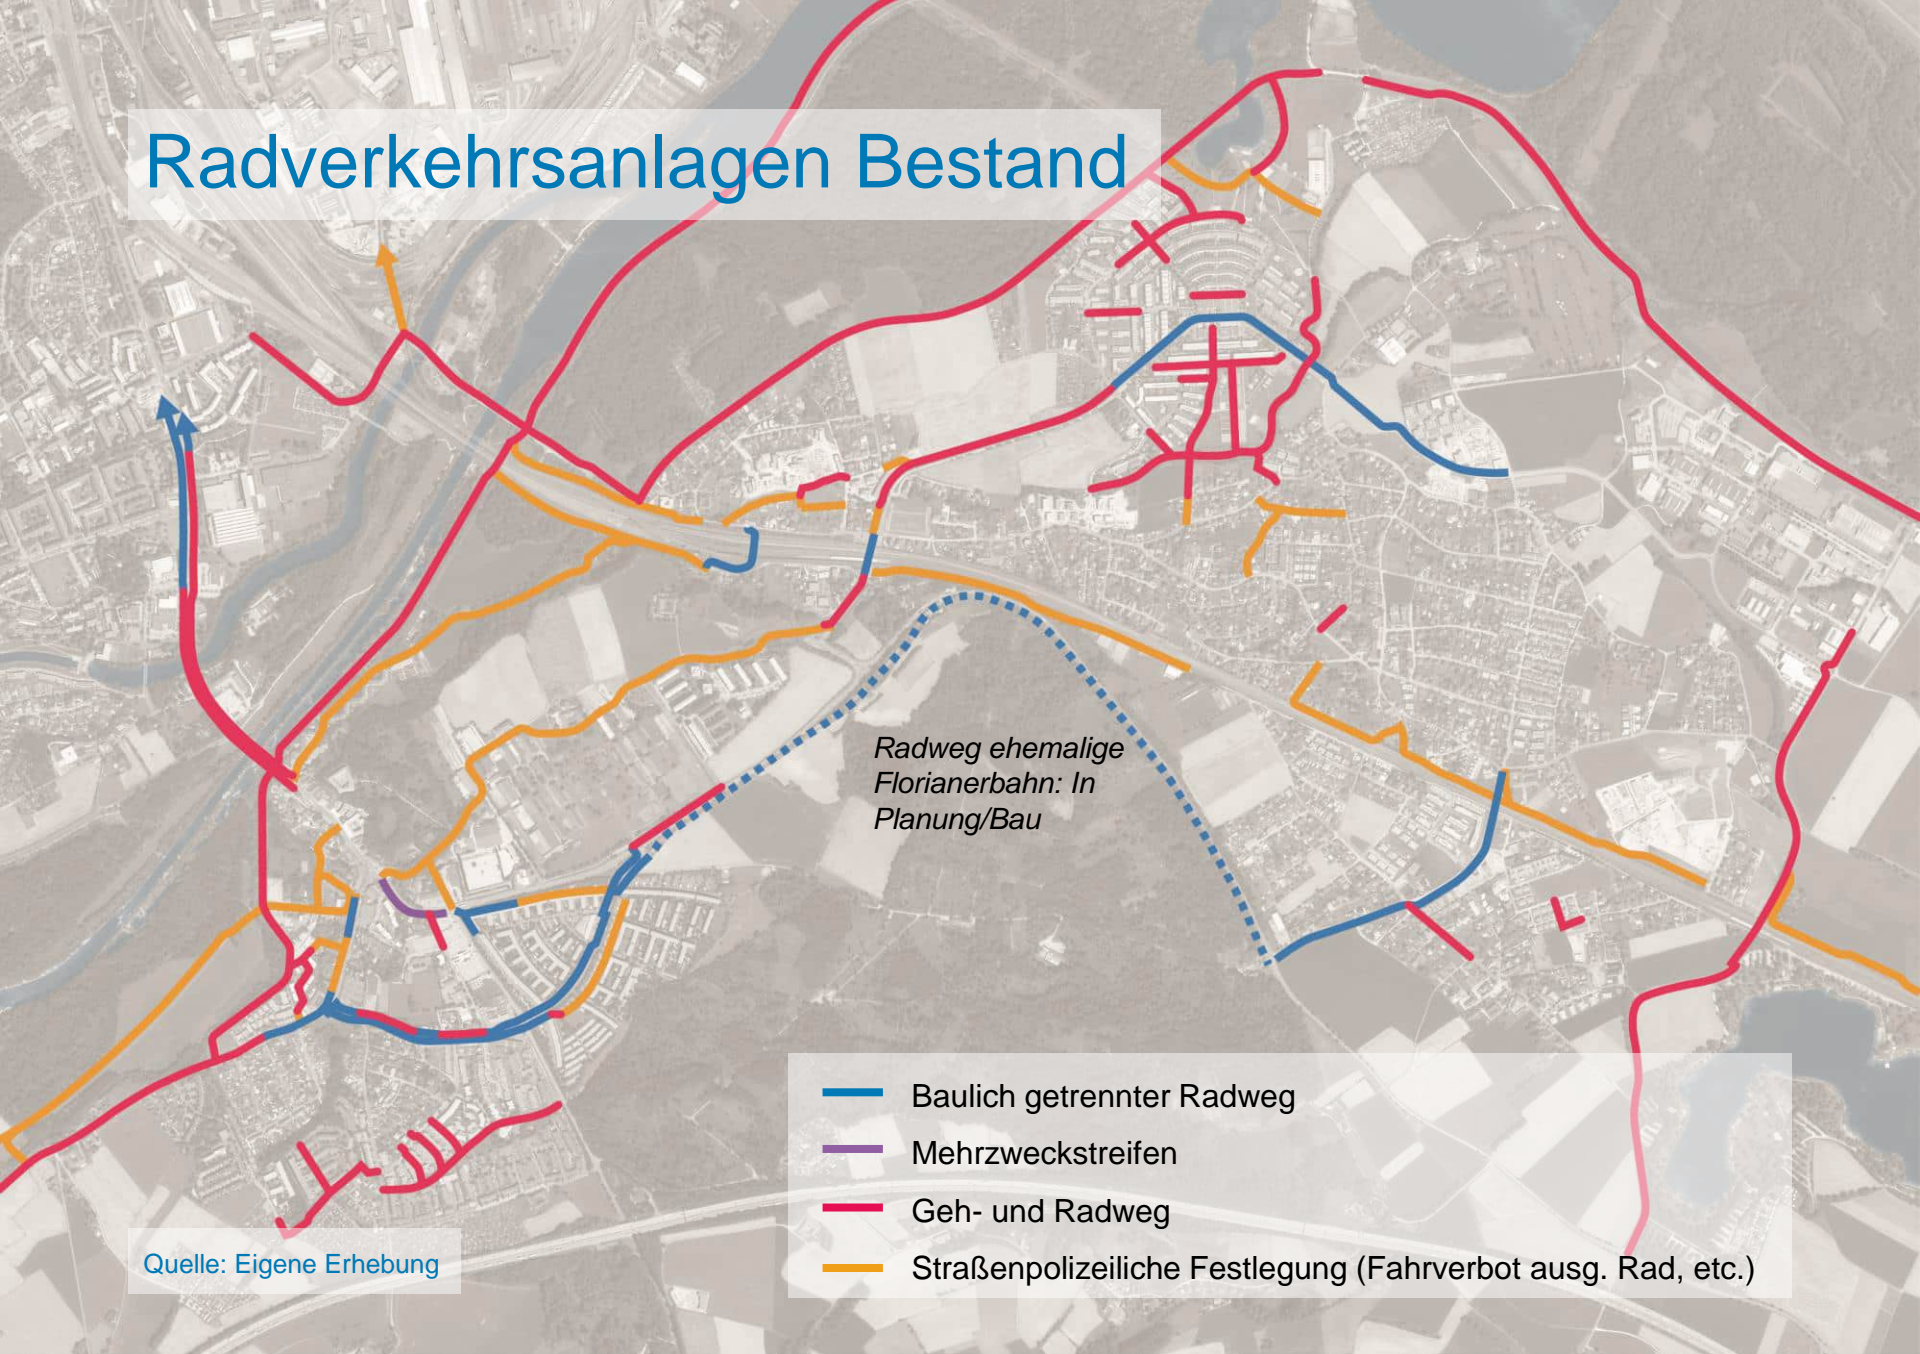 Radverkehrsanlagen Bestand
Radweg ehemalige
Florianerbahn: In
Planung/Bau
Baulich getrennter Radweg
Mehrzweckstreifen
Geh- und Radweg
Straßenpolizeiliche Festlegung (Fahrverbot ausg. Rad, etc.)
Quelle: Eigene Erhebung